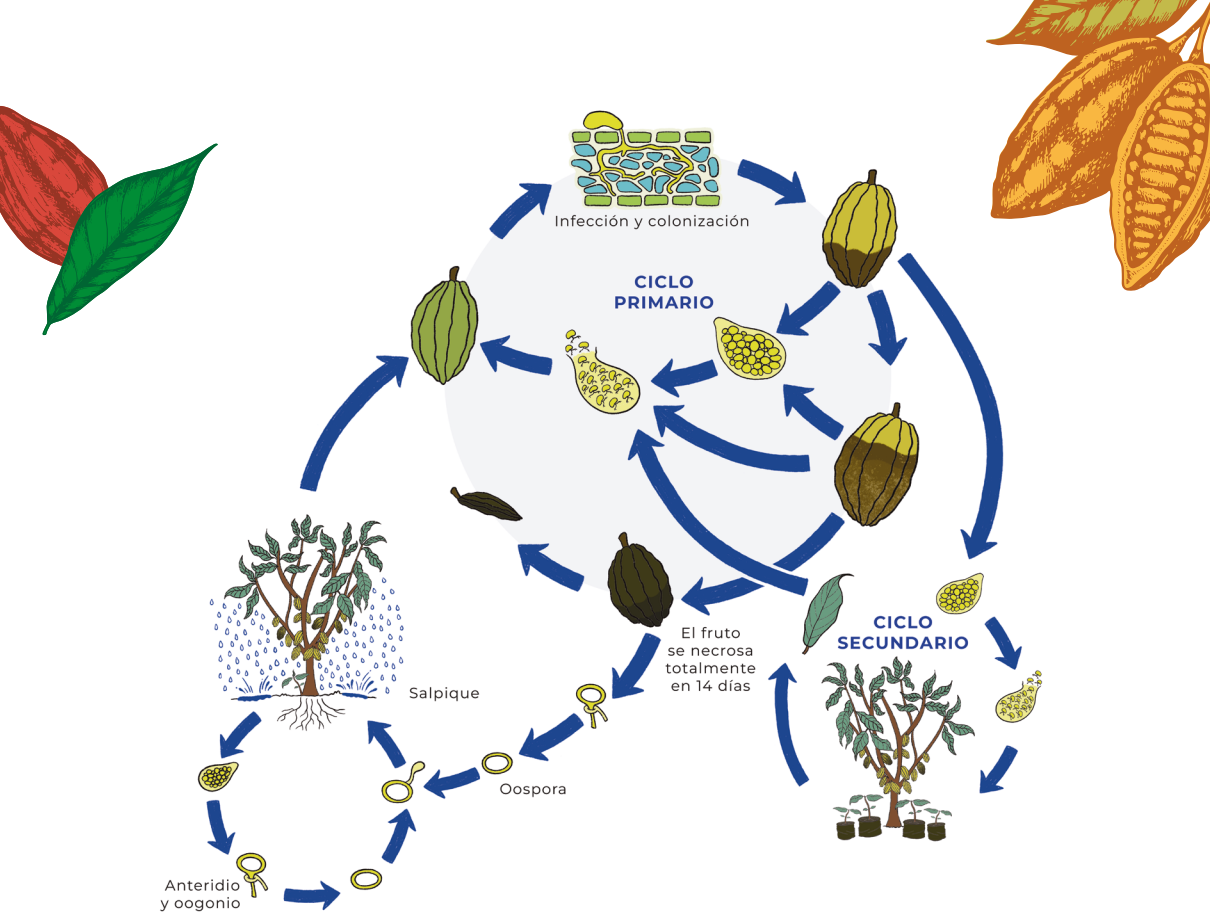 Infección y colonización
CICLO
PRIMARIO
El fruto
se necrosa
totalmente
en 14 días
CICLO
SECUNDARIO
Salpique
Oospora
Anteridio
y oogonio